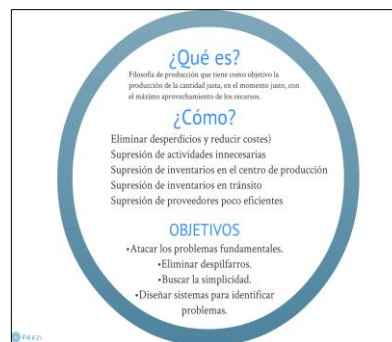 ¿Qué es?
Filosofía de producción que tiene como objetivo la
producción de la cantidad justa, en el momento justo, con
el máximo aprovechamiento de los recursos.
¿Cómo?
Eliminar desperdicios y reducir costes)
Supresión de actividades innecesarias
Supresión de inventarios en el centro de producción
Supresión de inventarios en tránsito
Supresión de proveedores poco eficientes
OBJETIVOS
•Atacar los problemas fundamentales.
•Eliminar despilfarros.
•Buscar la simplicidad.
•Diseñar sistemas para identificar
problemas.
PREZI